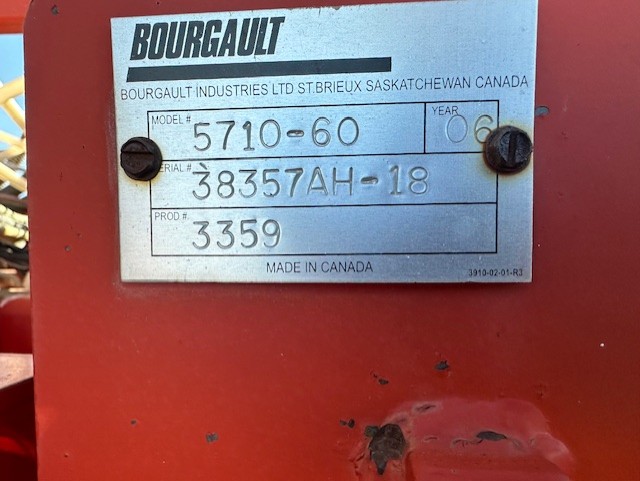 BOURGAULT
BOURGAULT INDUSTRIES LTD ST.BRIEUX SASKATCHEWAN CANADA
MODEL # 5710-60 YEAR 06
ERIAL # 38357AH-18
PROD # 3359
MADE IN CANADA 3910-02-01-R3